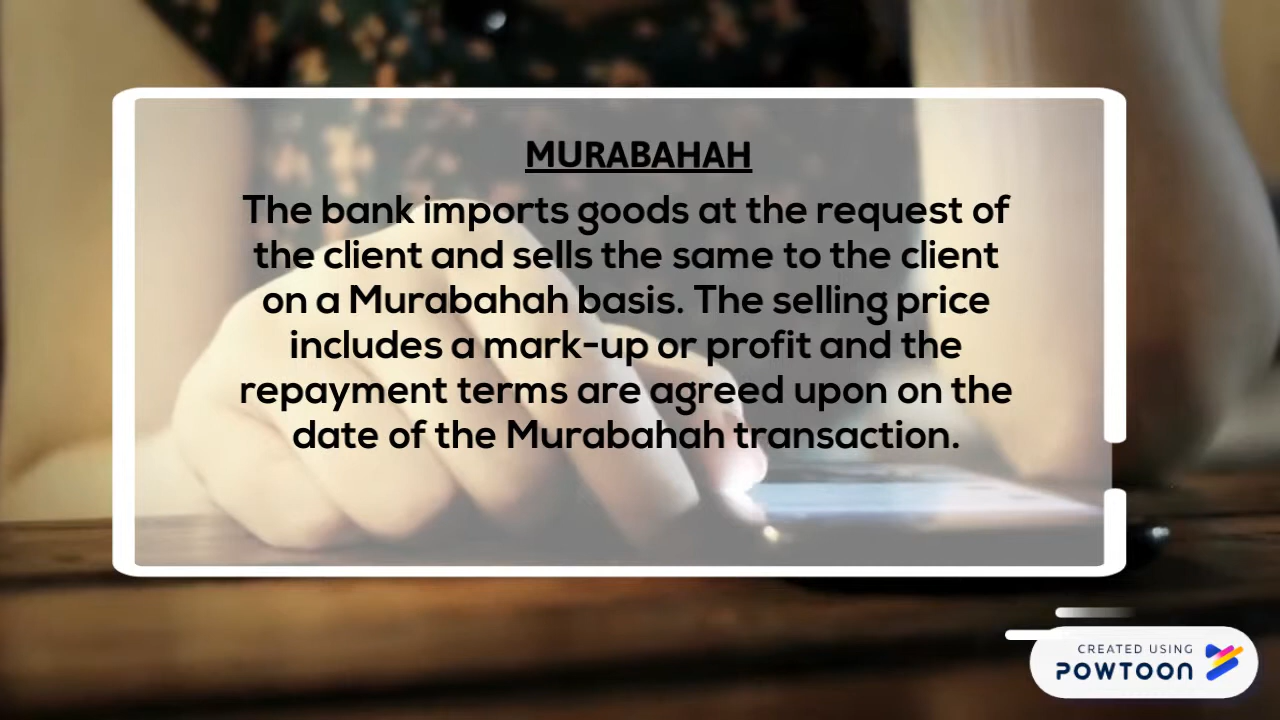 MURABAHAH
The bank imports goods at the request of
the client and sells the same to the client
on a Murabahah basis. The selling price
includes a mark-up or profit and the
repayment terms are agreed upon on the
date of the Murabahah transaction.
CREATED USING
POWTOON